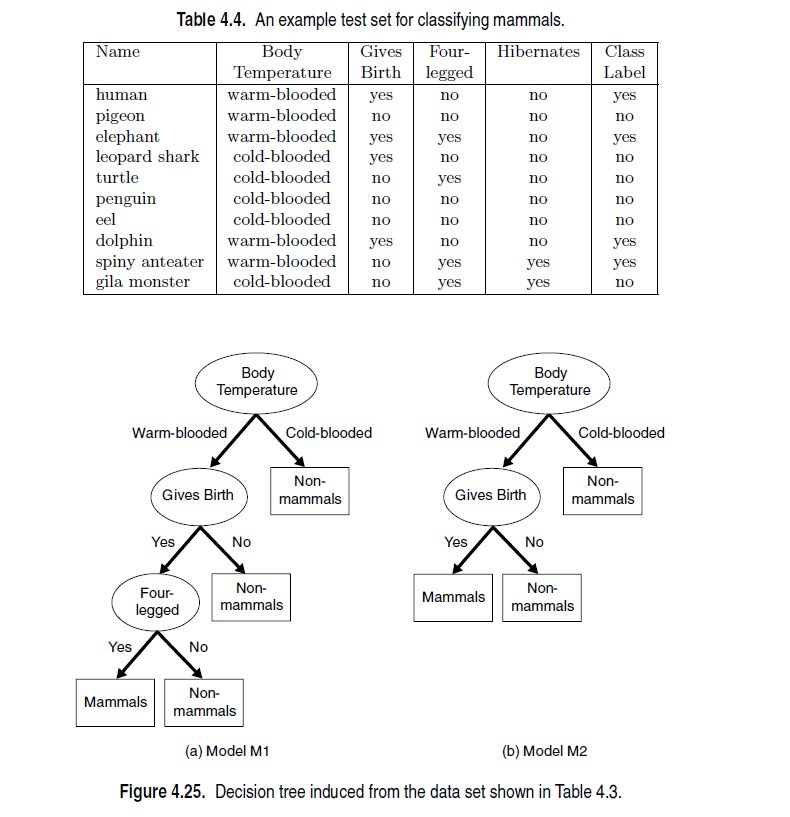 Table 4.4. An example test set for classifying mammals.
Name Body Gives Four- Hibernates Class
Temperature Birth legged Label
human warm-blooded yes no no yes
pigeon warm-blooded no no no no
elephant warm-blooded yes yes no yes
leopard shark cold-blooded yes no no no
turtle cold-blooded no yes no no
penguin cold-blooded no no no no
eel cold-blooded no no no no
dolphin warm-blooded yes no no yes
spiny anteater warm-blooded no yes yes yes
gila monster cold-blooded no yes yes no
Body
Temperature
Warm-blooded Cold-blooded
Gives Birth
Non-
mammals
Yes No
Four-
legged
Non-
mammals
Yes No
Mammals
Non-
mammals
(a) Model M1
Body
Temperature
Warm-blooded Cold-blooded
Gives Birth
Non-
mammals
Yes No
Mammals
Non-
mammals
(b) Model M2
Figure 4.25. Decision tree induced from the data set shown in Table 4.3.